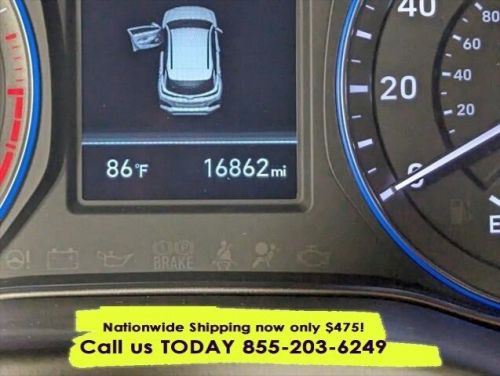 40
80
60
20
40
20
0
86°F 16862mi
E
BRAKE
Nationwide Shipping now only $475!
Call us TODAY 855-203-6249